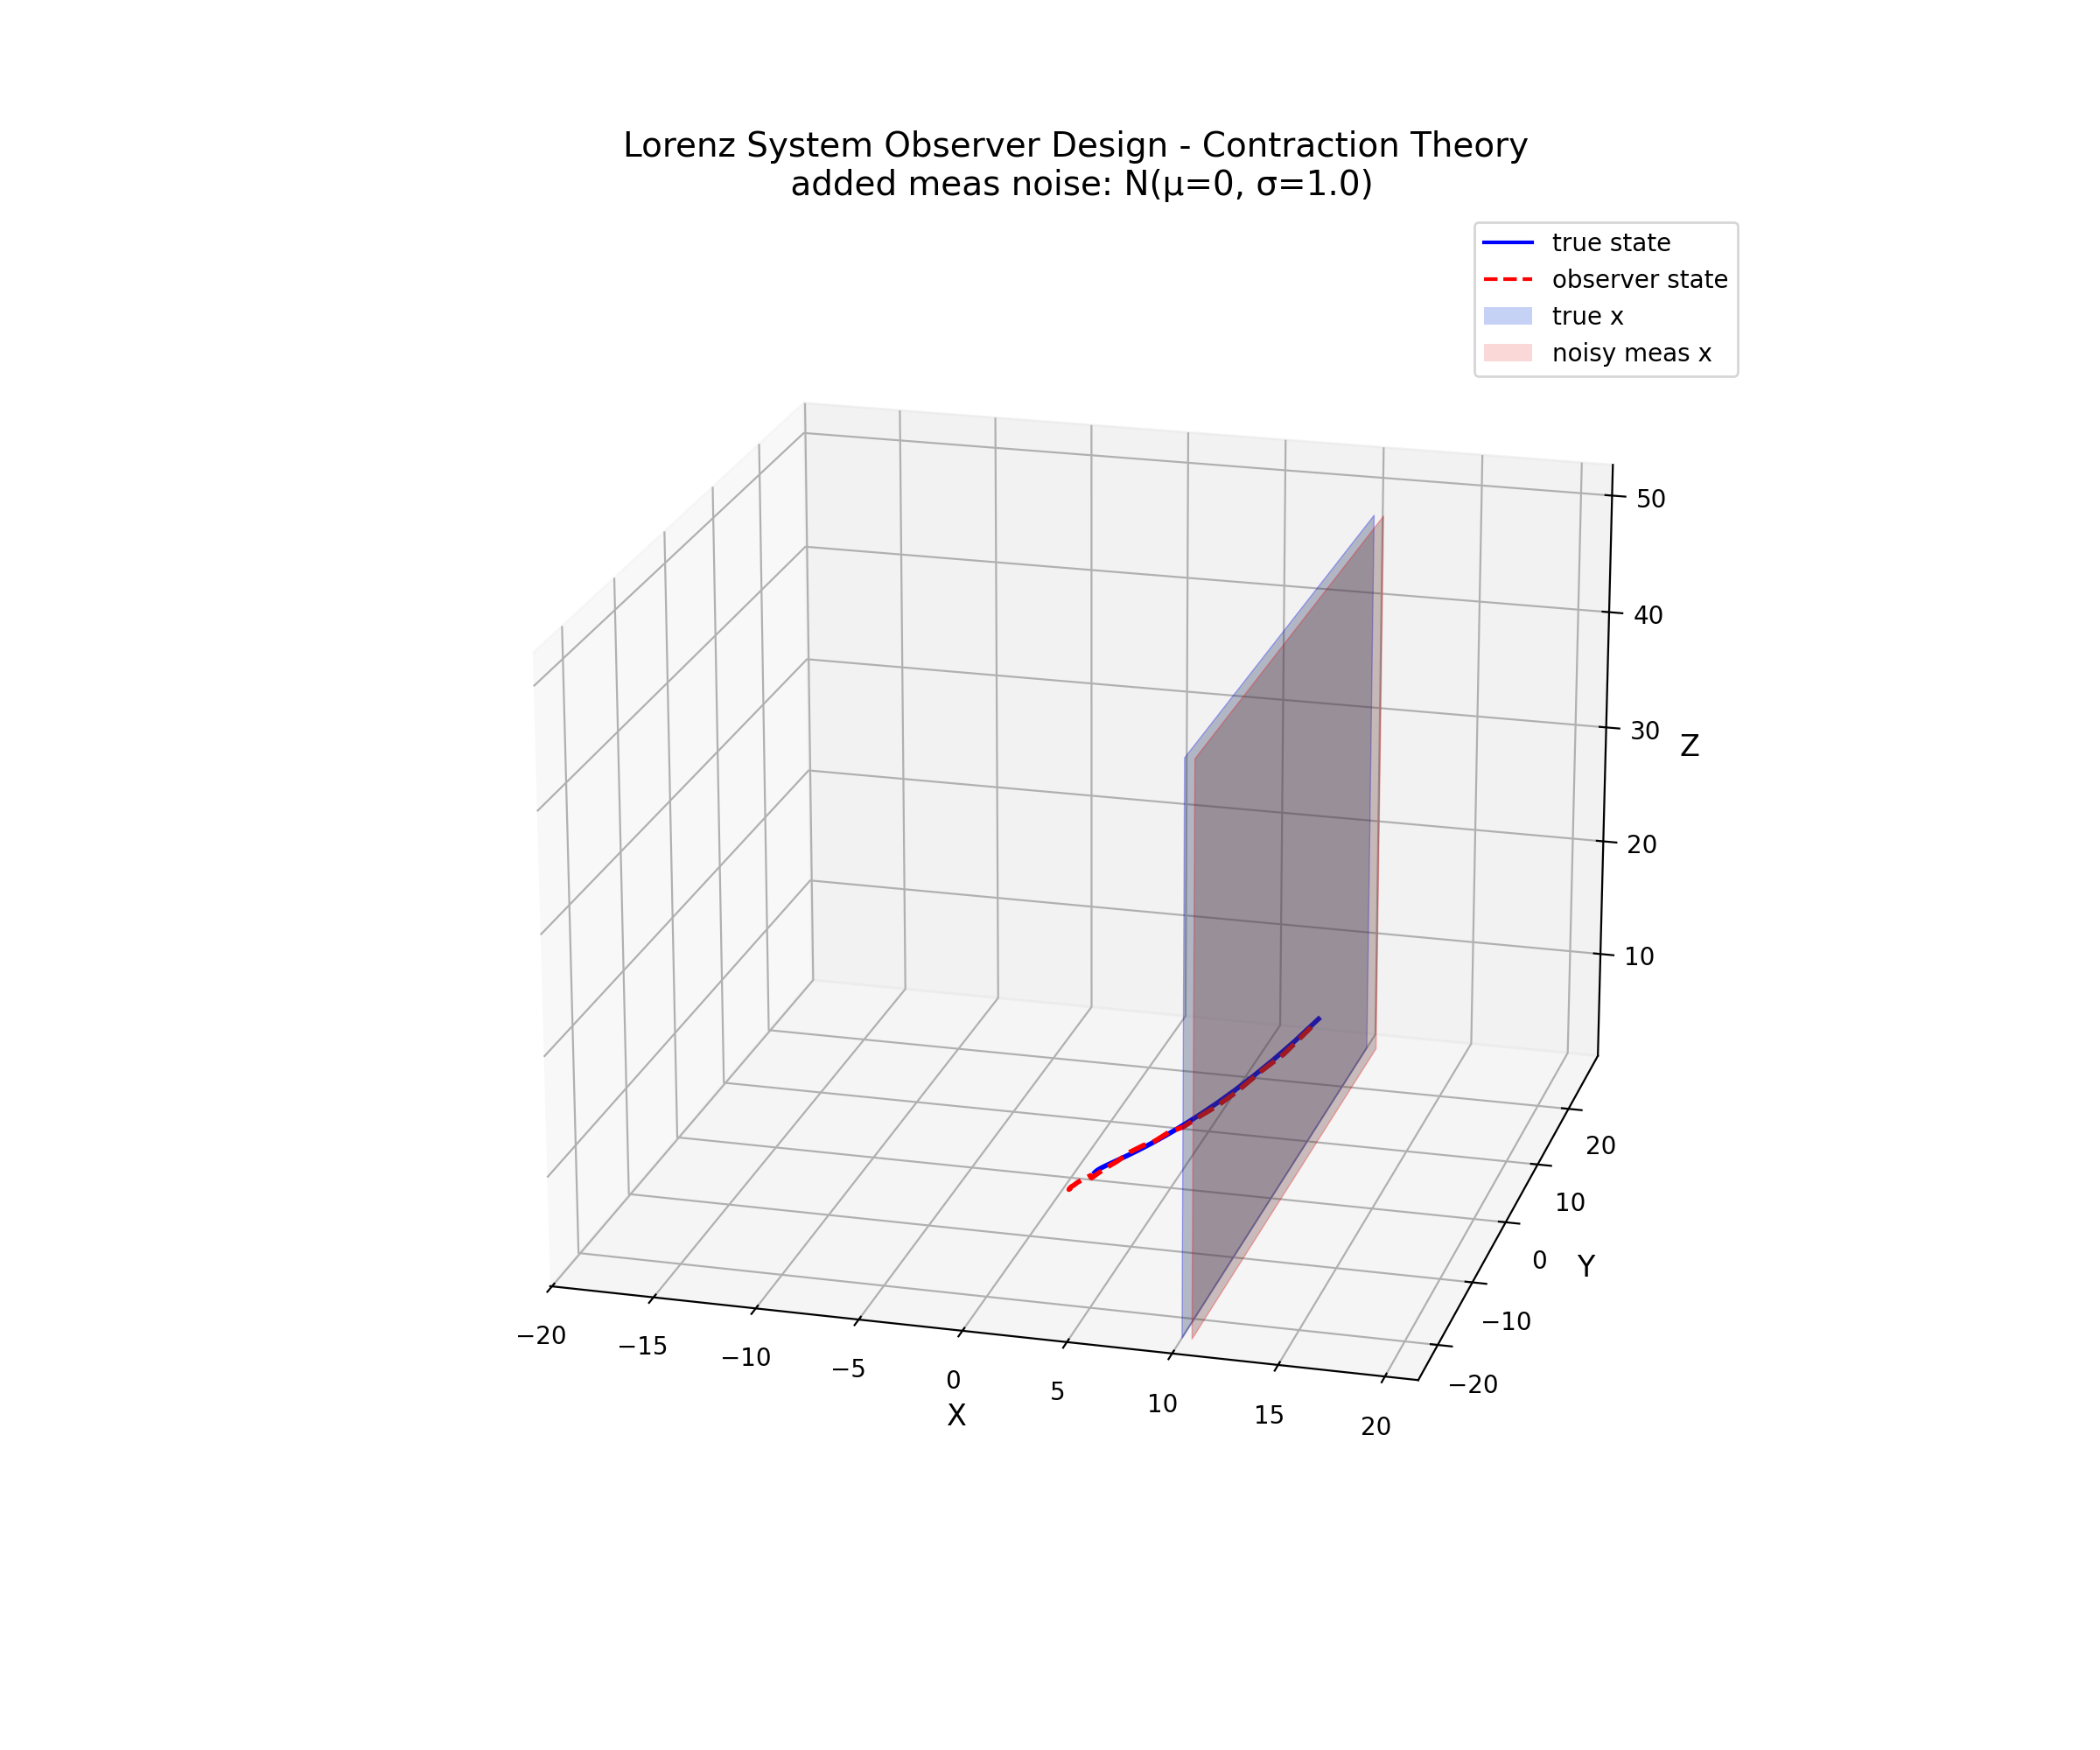 Lorenz System Observer Design - Contraction Theory
added meas noise: N(μ=0, σ=1.0)
true state
observer state
true x
noisy meas x
50
40
30
Z
20
10
20
10
0
Y
−10
−20
−20
−15
−10
−5
0
5
10
15
20
X